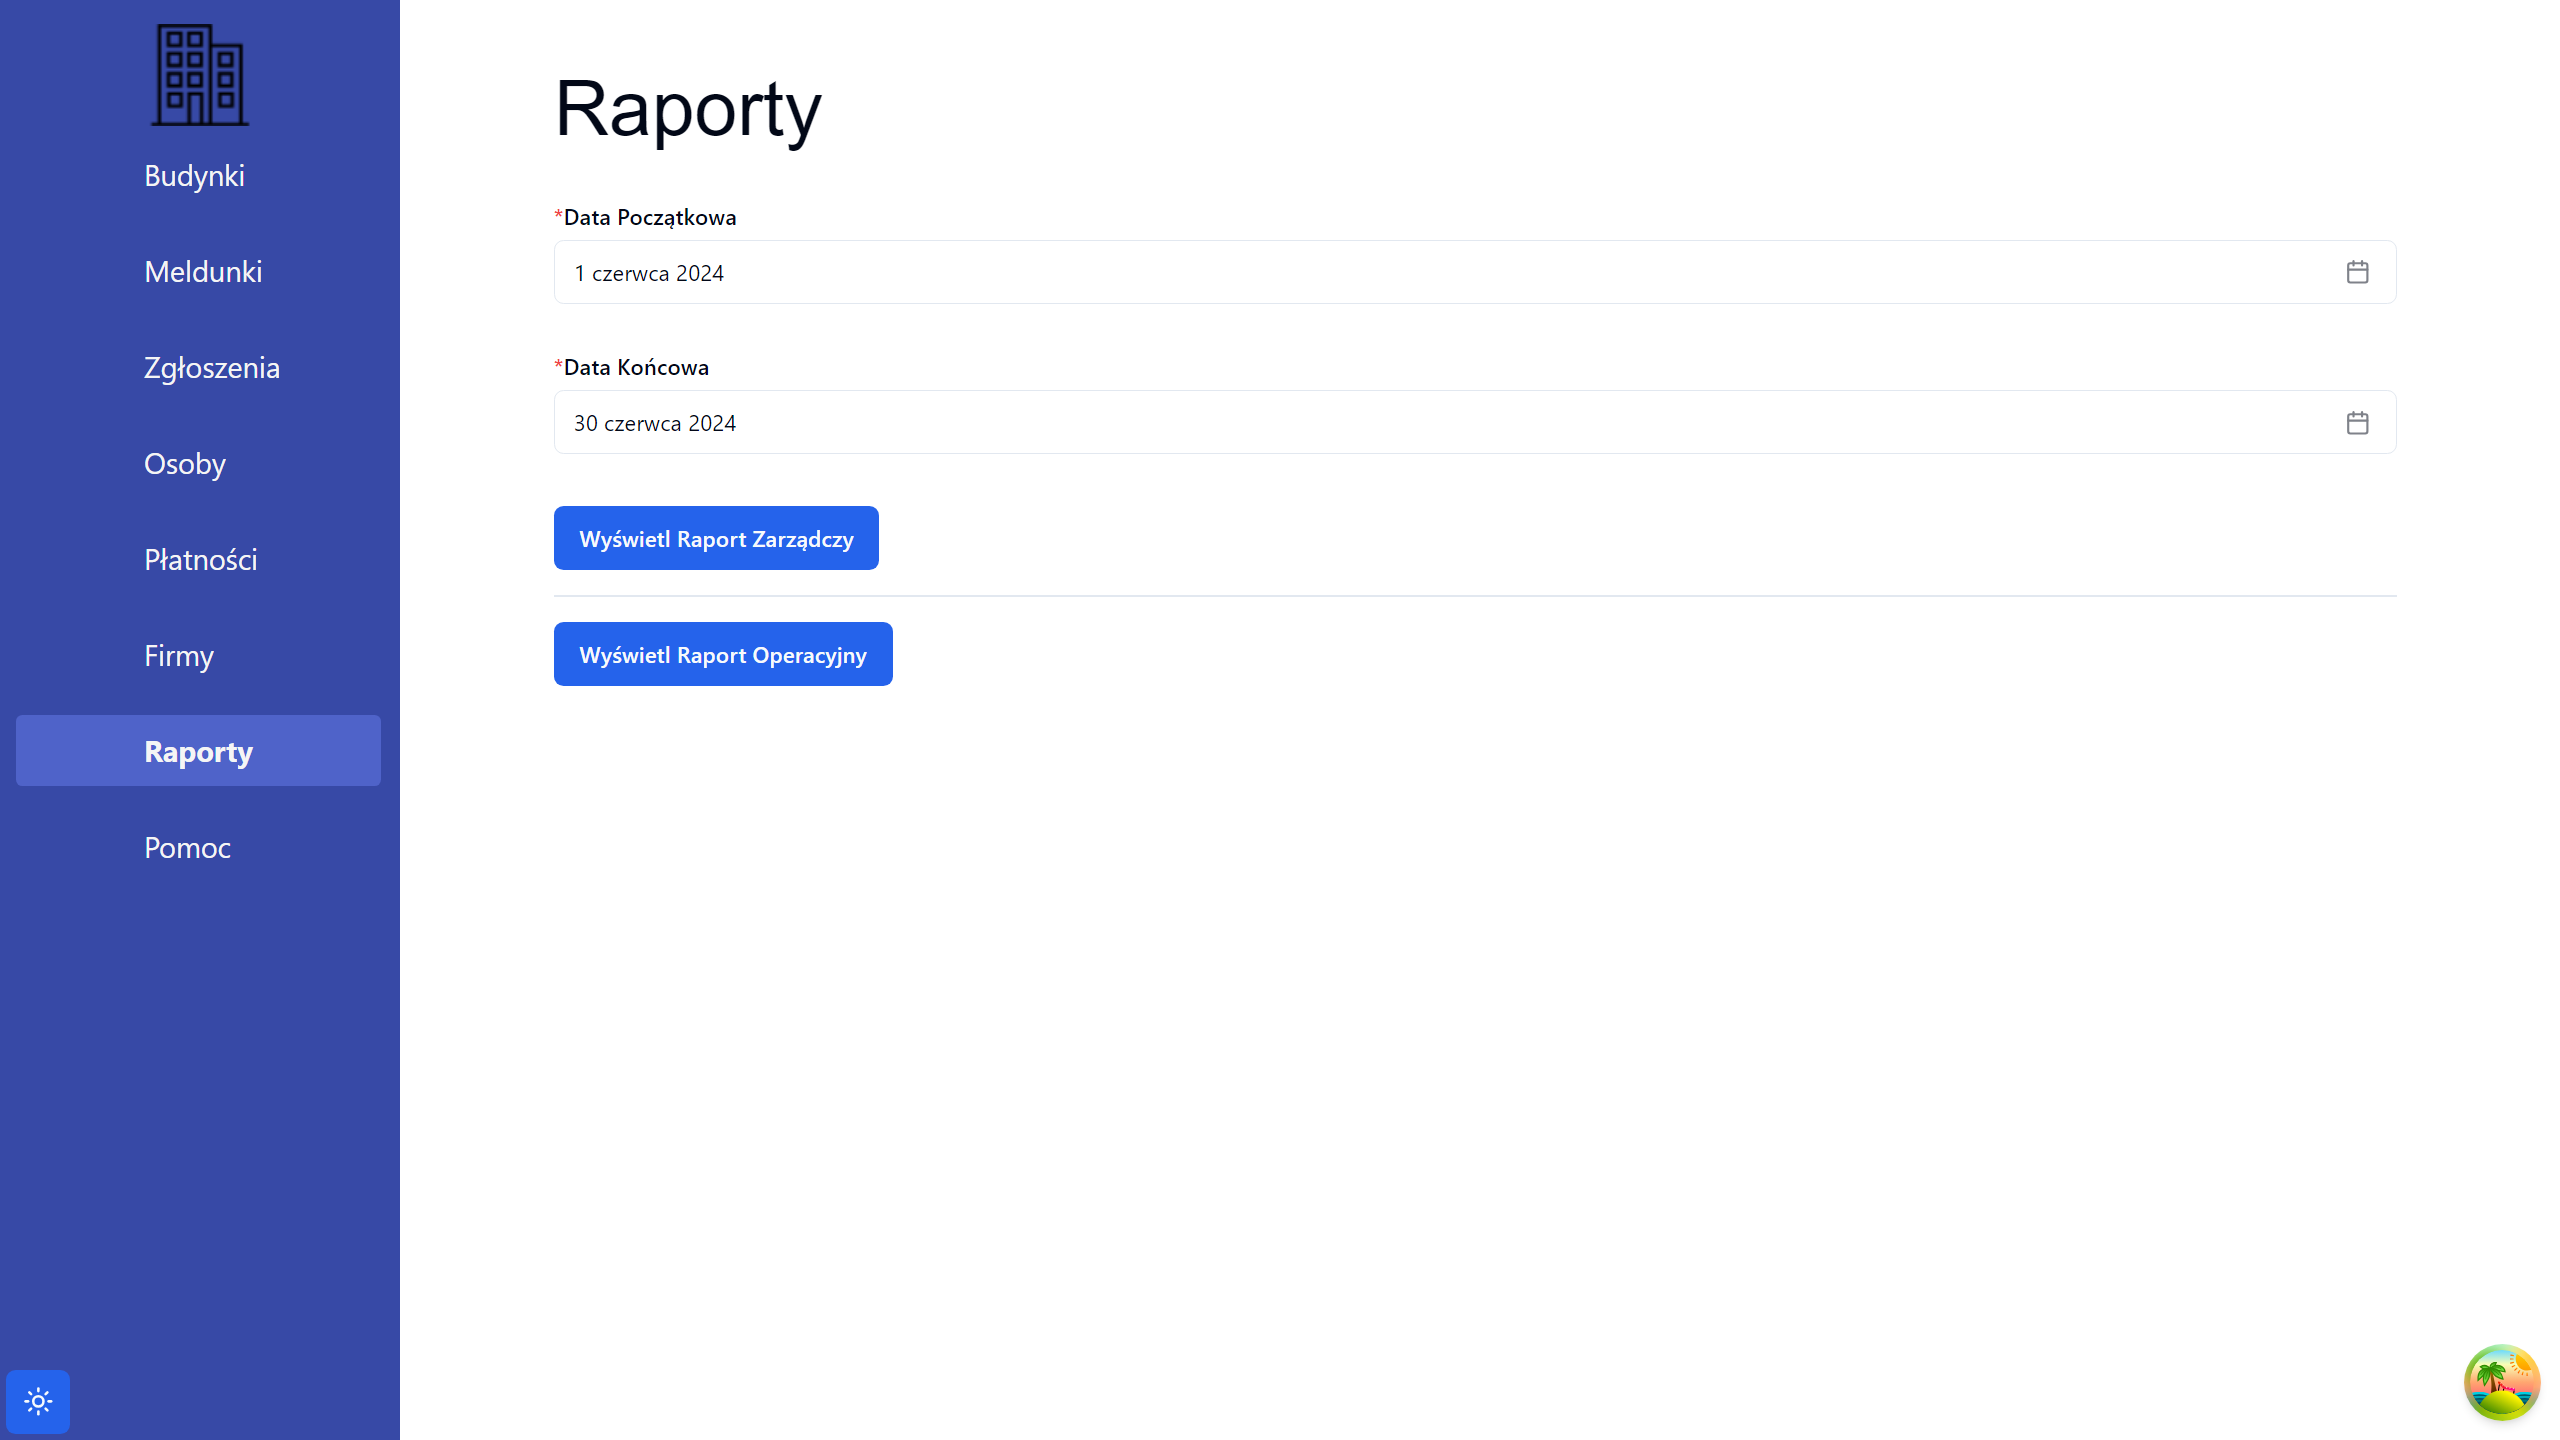 Budynki
Meldunki
Zgłoszenia
Osoby
Płatności
Firmy
Raporty
Pomoc
Raporty
*Data Początkowa
1 czerwca 2024
*Data Końcowa
30 czerwca 2024
Wyświetl Raport Zarządczy
Wyświetl Raport Operacyjny